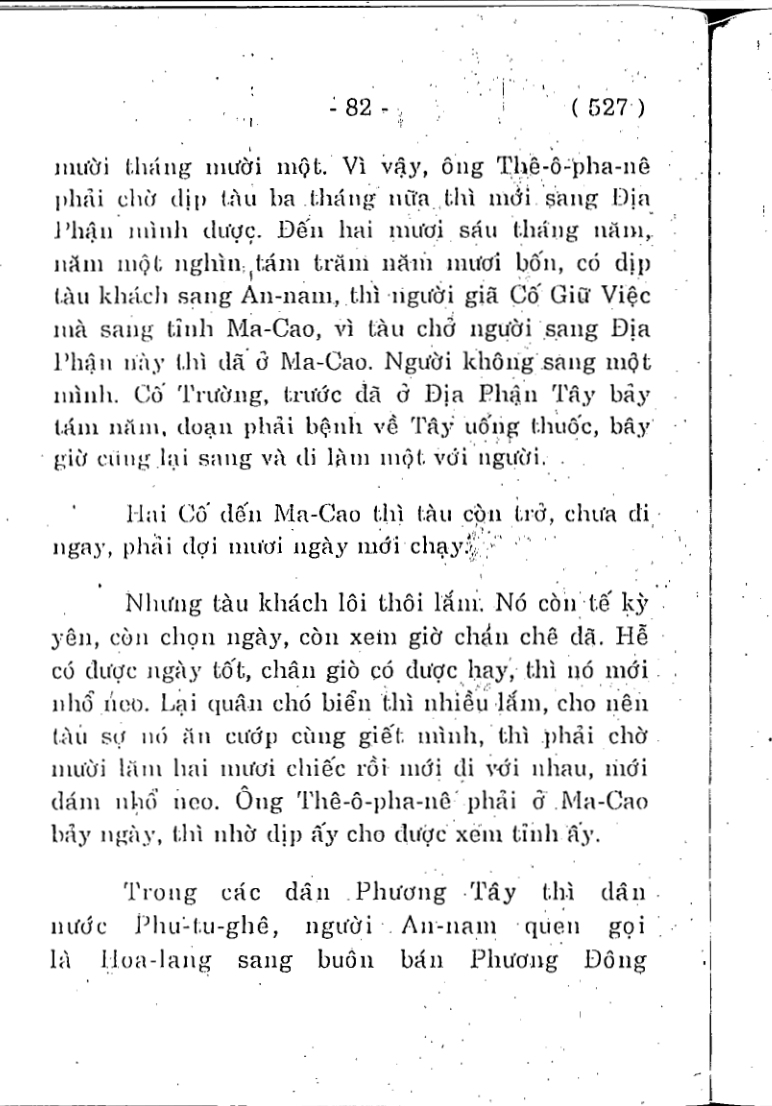 - 82 - ( 527 )
mười tháng mười một. Vì vậy, ông Thê-ô-pha-nê
phải chờ dịp tàu ba tháng nữa thì mới sang Địa
Phận mình được. Đến hai mươi sáu tháng năm,
năm một nghìn tám trăm năm mươi bốn, có dịp
tàu khách sang An-nam, thì người giã Cố Giữ Việc
mà sang tỉnh Ma-Cao, vì tàu chở người sang Địa
Phận này thì đã ở Ma-Cao. Người không sang một
mình. Cố Trường, trước đã ở Địa Phận Tây bảy
tám năm, đoạn phải bệnh về Tây uống thuốc, bây
giờ cũng lại sang và đi làm một với người.
Hai Cố đến Ma-Cao thì tàu còn trở, chưa đi
ngay, phải đợi mươi ngày mới chạy.
Nhưng tàu khách lôi thôi lắm. Nó còn tế kỳ
yên, còn chọn ngày, còn xem giờ chán chê đã. Hễ
có được ngày tốt, chân giò có được hay, thì nó mới
nhổ neo. Lại quân chó biển thì nhiều lắm, cho nên
tàu sợ nó ăn cướp cùng giết mình, thì phải chờ
mười lăm hai mươi chiếc rồi mới đi với nhau, mới
dám nhổ neo. Ông Thê-ô-pha-nê phải ở Ma-Cao
bảy ngày, thì nhờ dịp ấy cho được xem tỉnh ấy.
Trong các dân Phương Tây thì dân
nước Phu-tu-ghê, người An-nam quen gọi
là Hoa-lang sang buôn bán Phương Đông